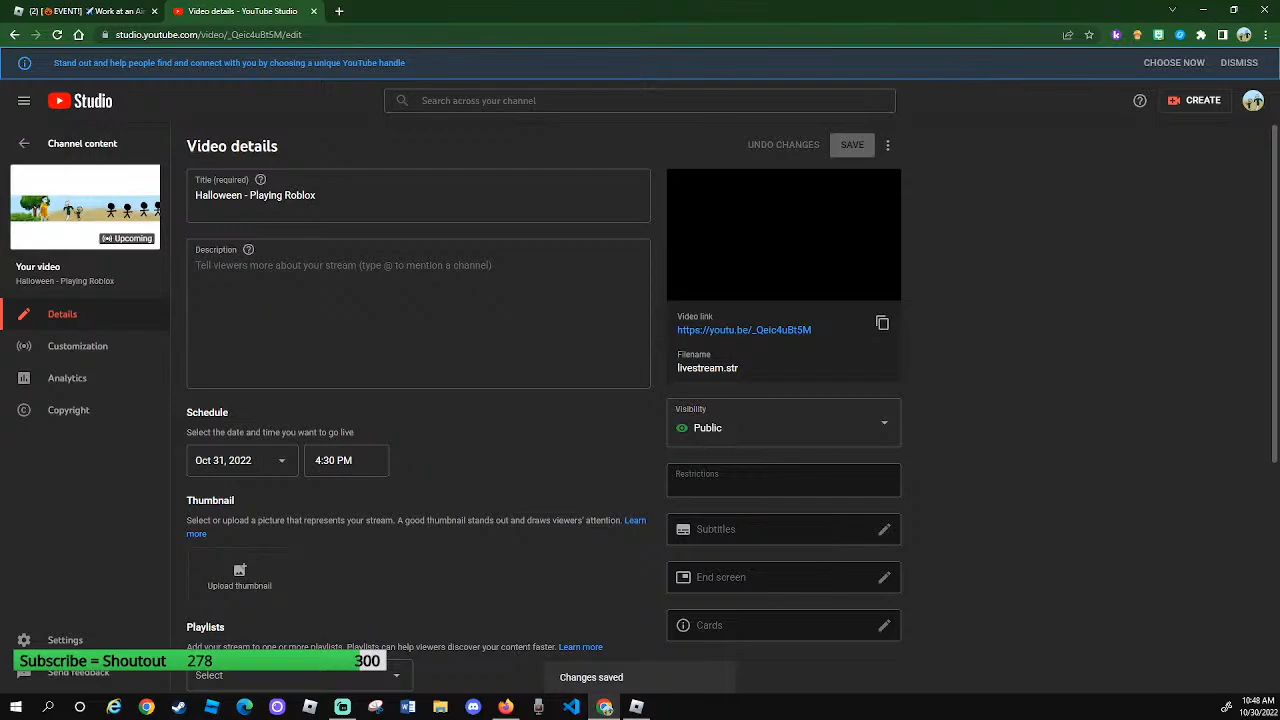 (2) [🔥EVENT!] ✈️Work at an Ai
Video details - YouTube Studio
studio.youtube.com/video/_Qeic4uBt5M/edit
Stand out and help people find and connect with you by choosing a unique YouTube handle
CHOOSE NOW
DISMISS
Studio
Search across your channel
CREATE
Channel content
Video details
UNDO CHANGES
SAVE
Title (required)
Halloween - Playing Roblox
Upcoming
Description
Tell viewers more about your stream (type @ to mention a channel)
Your video
Halloween - Playing Roblox
Details
Customization
Analytics
Copyright
Video link
https://youtu.be/_Qeic4uBt5M
Filename
livestream.str
Visibility
Public
Restrictions
Subtitles
End screen
Cards
Schedule
Select the date and time you want to go live
Oct 31, 2022
4:30 PM
Thumbnail
Select or upload a picture that represents your stream. A good thumbnail stands out and draws viewers' attention. Learn
more
Upload thumbnail
Playlists
Add your stream to one or more playlists. Playlists can help viewers discover your content faster. Learn more
Select
Settings
Subscribe = Shoutout 278 300
Send feedback
Changes saved
10:48 AM